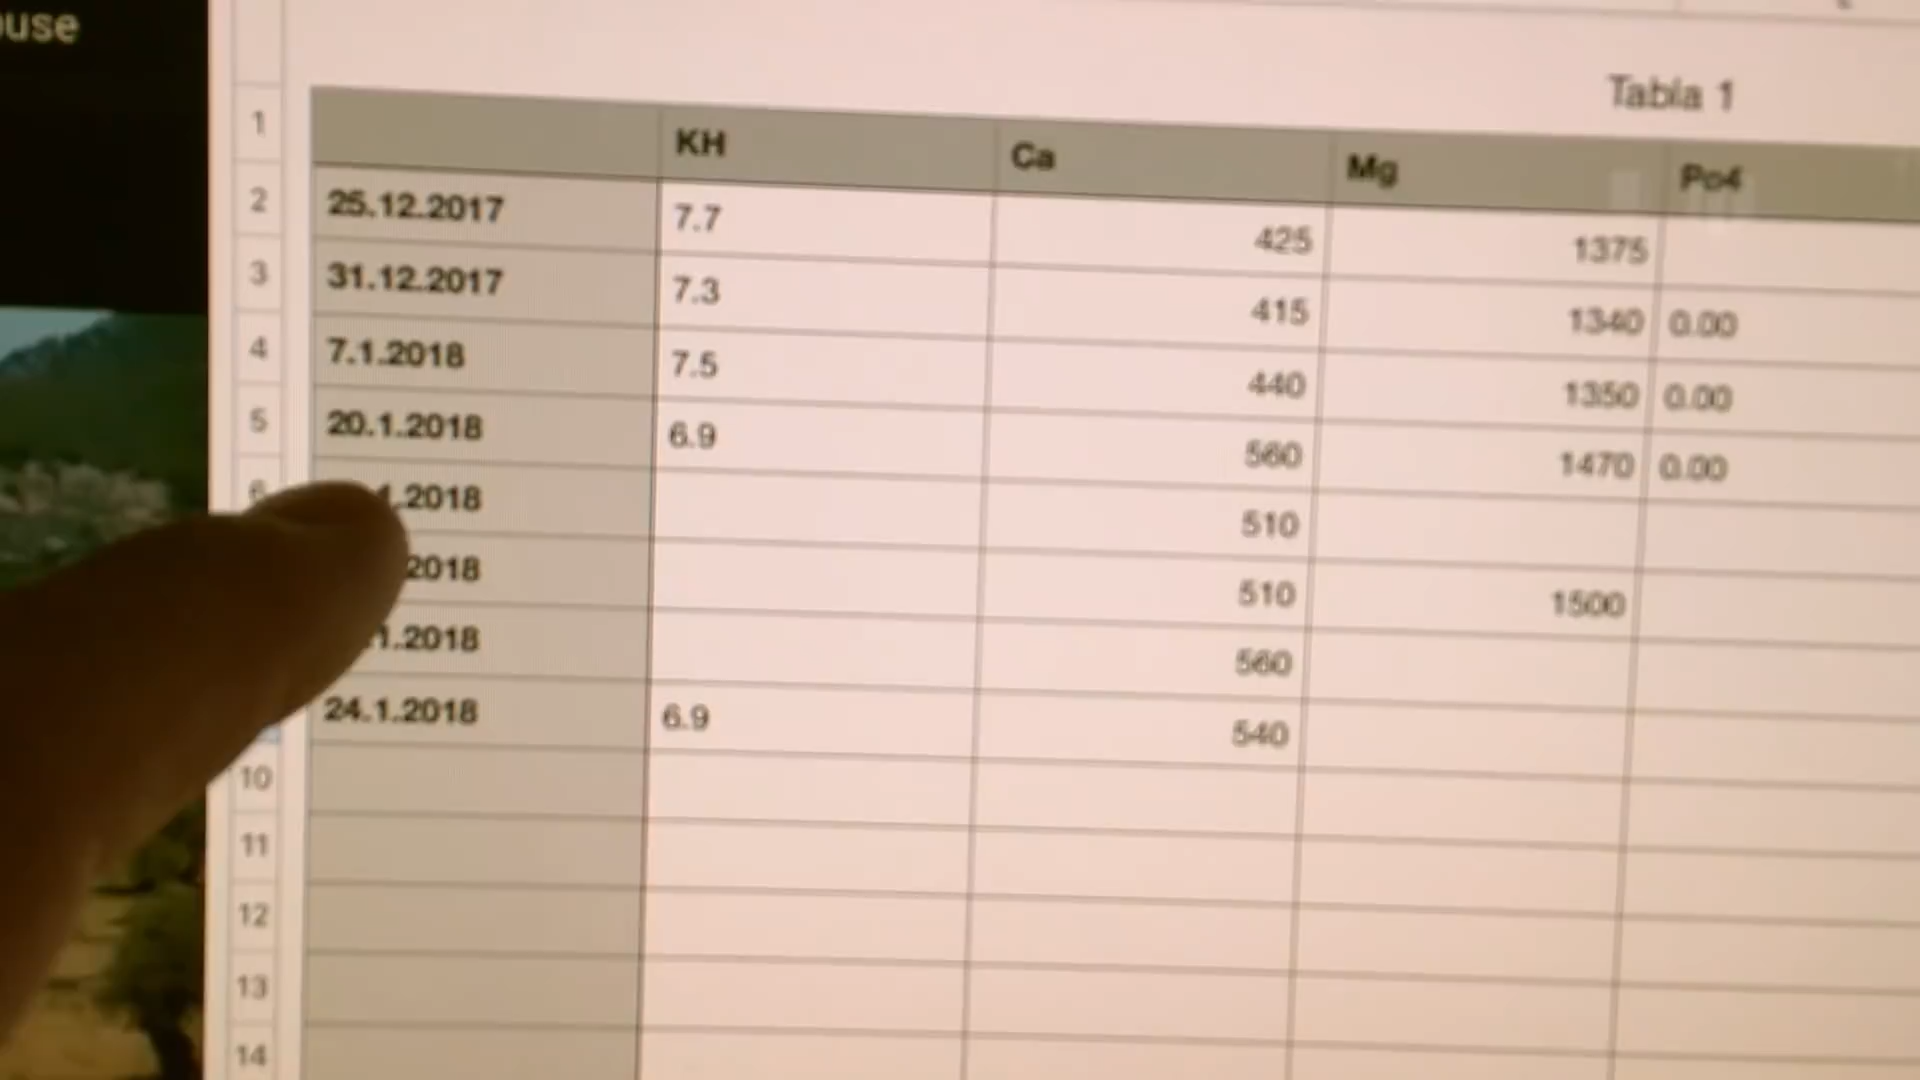 Tabla 1
1 KH Ca Mg Po4
2 25.12.2017 7.7 425 1375
3 31.12.2017 7.3 415 1340 0.00
4 7.1.2018 7.5 440 1350 0.00
5 20.1.2018 6.9 560 1470 0.00
6 1.2018 510
2018 510 1500
1.2018 560
24.1.2018 6.9 540
10
11
12
13
14